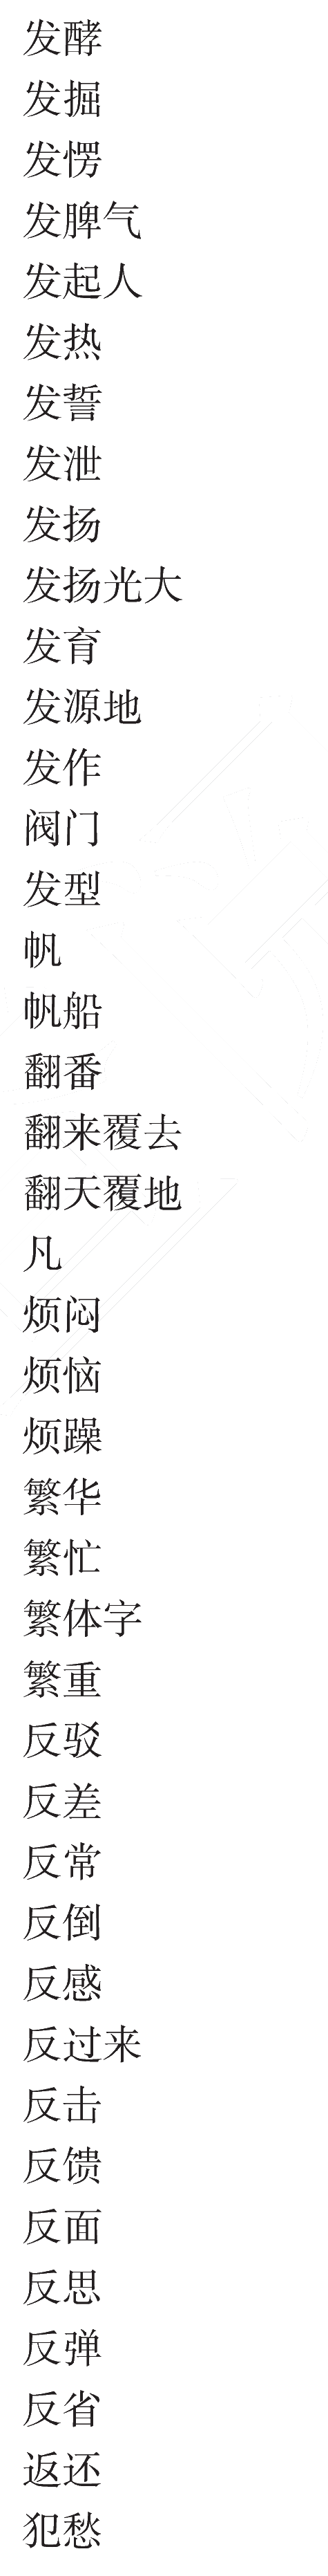 发酵
发掘
发愣
发脾气
发起人
发热
发誓
发泄
发扬
发扬光大
发育
发源地
发作
阀门
发型
帆
帆船
翻番
翻来覆去
翻天覆地
凡
烦闷
烦恼
烦躁
繁华
繁忙
繁体字
繁重
反驳
反差
反常
反倒
反感
反过来
反击
反馈
反面
反思
反弹
反省
返还
犯愁